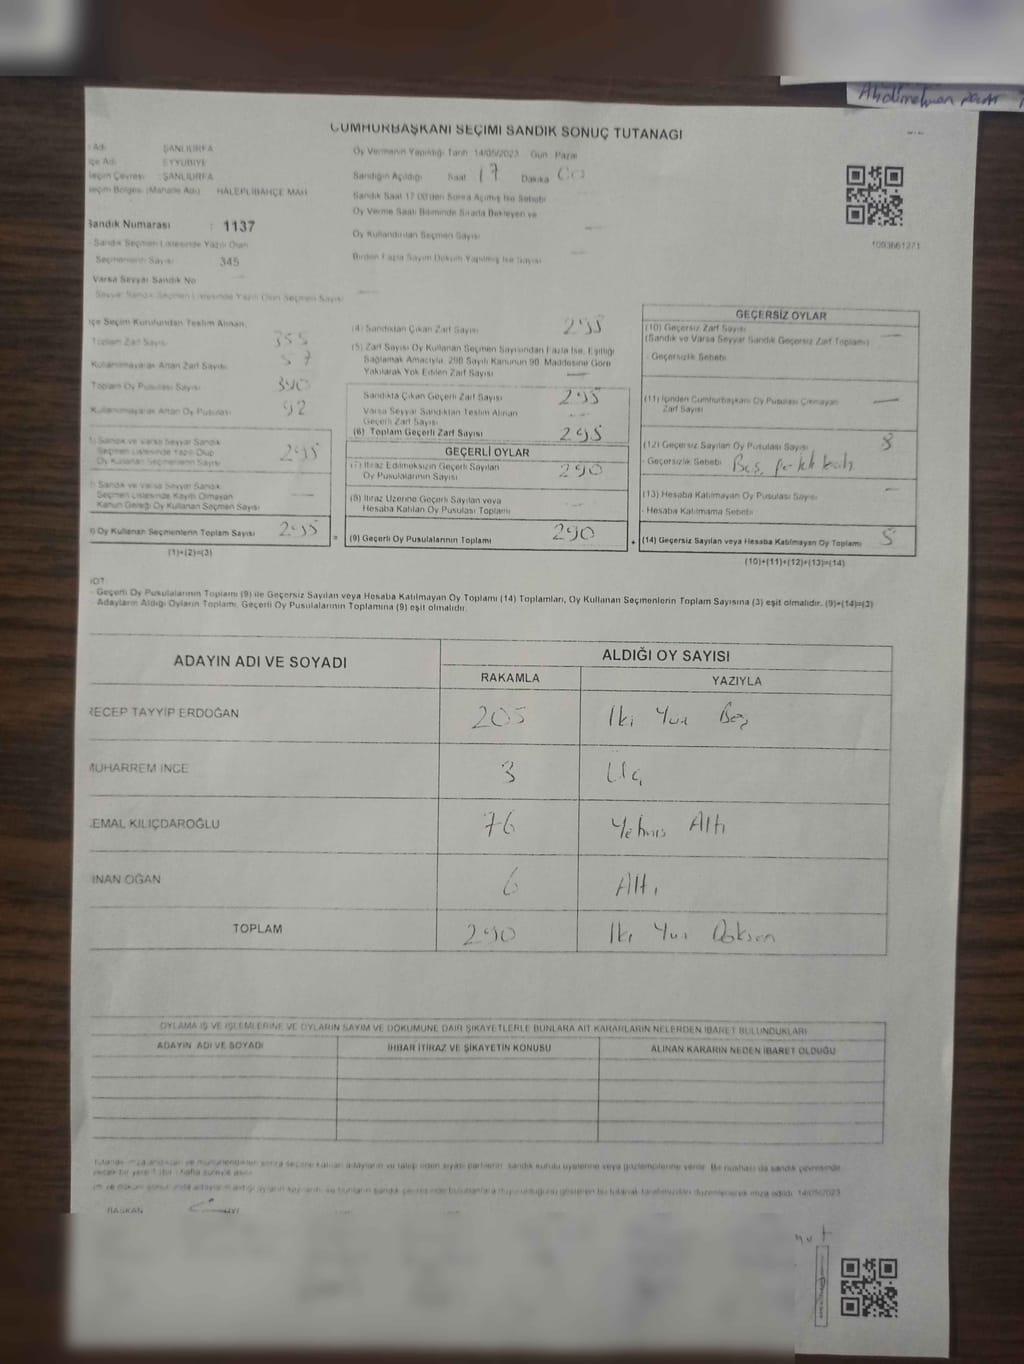 Abdirrahman
CUMHURBAŞKANI SEÇİMİ SANDIK SONUÇ TUTANAĞI
Adı ŞANLIURFA
çe Adı EYYÜBİYE
Seçim Çevresi : ŞANLIURFA
eçim Bölgesi (Mahalle Adı) HALEPLİBAHÇE MAH
Sandık Numarası : 1137
Sandık Seçmen Listesinde Yazılı Olan
Seçmenlerin Sayısı 345
Varsa Seyyar Sandık No
Seyyar Sandık Seçmen Listesinde Yazılı Olan Seçmen Sayısı
Oy Vermenin Yapıldığı Tarih 14/05/2023 Gün Pazar
Sandığın Açıldığı Saat 17 Dakika 00
Sandık Saat 17.00'den Sonra Açılmış İse Sebebi
Oy Verme Saati Bitiminde Sırada Bekleyen ve
Oy Kullandırılan Seçmen Sayısı
Birden Fazla Sayım Döküm Yapılmış İse Sayısı
1093661271
lçe Seçim Kurulundan Teslim Alınan,
Toplam Zarf Sayısı 355
Kullanılmayarak Artan Zarf Sayısı 57
Toplam Oy Pusulası Sayısı 390
Kullanılmayarak Artan Oy Pusulası 92
) Sandık ve Varsa Seyyar Sandık
Seçmen Listesinde Yazılı Olup
Oy Kullanan Seçmenlerin Sayısı 295
) Sandık ve Varsa Seyyar Sandık
Seçmen Listesinde Kayıtlı Olmayan
Kanun Gereği Oy Kullanan Seçmen Sayısı
) Oy Kullanan Seçmenlerin Toplam Sayısı 295
(1)+(2)=(3)
(4) Sandıktan Çıkan Zarf Sayısı 295
(5) Zarf Sayısı Oy Kullanan Seçmen Sayısından Fazla İse, Eşitliği
Sağlamak Amacıyla, 298 Sayılı Kanunun 98. Maddesine Göre
Yakılarak Yok Edilen Zarf Sayısı
Sandıkta Çıkan Geçerli Zarf Sayısı 295
Varsa Seyyar Sandıktan Teslim Alınan
Geçerli Zarf Sayısı
(6) Toplam Geçerli Zarf Sayısı 295
GEÇERLİ OYLAR
(7) İtiraz Edilmeksizin Geçerli Sayılan
Oy Pusulalarının Sayısı 290
(8) İtiraz Üzerine Geçerli Sayılan veya
Hesaba Katılan Oy Pusulası Toplamı
= (9) Geçerli Oy Pusulalarının Toplamı 290
GEÇERSİZ OYLAR
(10) Geçersiz Zarf Sayısı
(Sandık ve Varsa Seyyar Sandık Geçersiz Zarf Toplamı)
- Geçersizlik Sebebi
(11) İçinden Cumhurbaşkanı Oy Pusulası Çıkmayan
Zarf Sayısı
(12) Geçersiz Sayılan Oy Pusulası Sayısı
- Geçersizlik Sebebi Beş
(13) Hesaba Katılmayan Oy Pusulası Sayısı
- Hesaba Katılmama Sebebi
+ (14) Geçersiz Sayılan veya Hesaba Katılmayan Oy Toplamı 5
(10)+(11)+(12)+(13)=(14)
NOT:
- Geçerli Oy Pusulalarının Toplamı (9) ile Geçersiz Sayılan veya Hesaba Katılmayan Oy Toplamı (14) Toplamları, Oy Kullanan Seçmenlerin Toplam Sayısına (3) eşit olmalıdır. (9)+(14)=(3)
- Adayların Aldığı Oyların Toplamı, Geçerli Oy Pusulalarının Toplamına (9) eşit olmalıdır.
ADAYIN ADI VE SOYADI ALDIĞI OY SAYISI
RAKAMLA YAZIYLA
RECEP TAYYİP ERDOĞAN 205 İki Yüz Beş
MUHARREM İNCE 3 Üç
KEMAL KILIÇDAROĞLU 76 Yetmiş Altı
SİNAN OĞAN 6 Altı
TOPLAM 290 İki Yüz Doksan
OYLAMA İŞ VE İŞLEMLERİNE VE OYLARIN SAYIM VE DÖKÜMÜNE DAİR ŞİKAYETLERLE BUNLARA AİT KARARLARIN NELERDEN İBARET BULUNDUKLARI
ADAYIN ADI VE SOYADI İHBAR İTİRAZ VE ŞİKAYETİN KONUSU ALINAN KARARIN NEDEN İBARET OLDUĞU
BAŞKAN